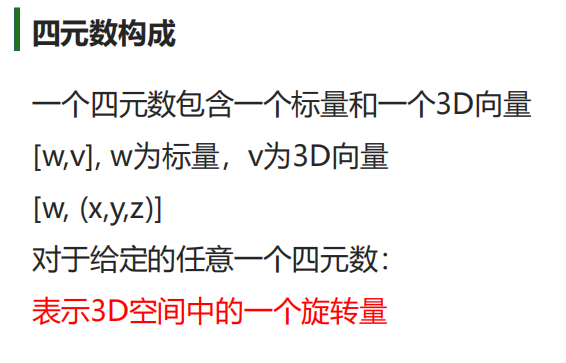 四元数构成
一个四元数包含一个标量和一个3D向量
[w,v], w为标量，v为3D向量
[w, (x,y,z)]
对于给定的任意一个四元数：
表示3D空间中的一个旋转量